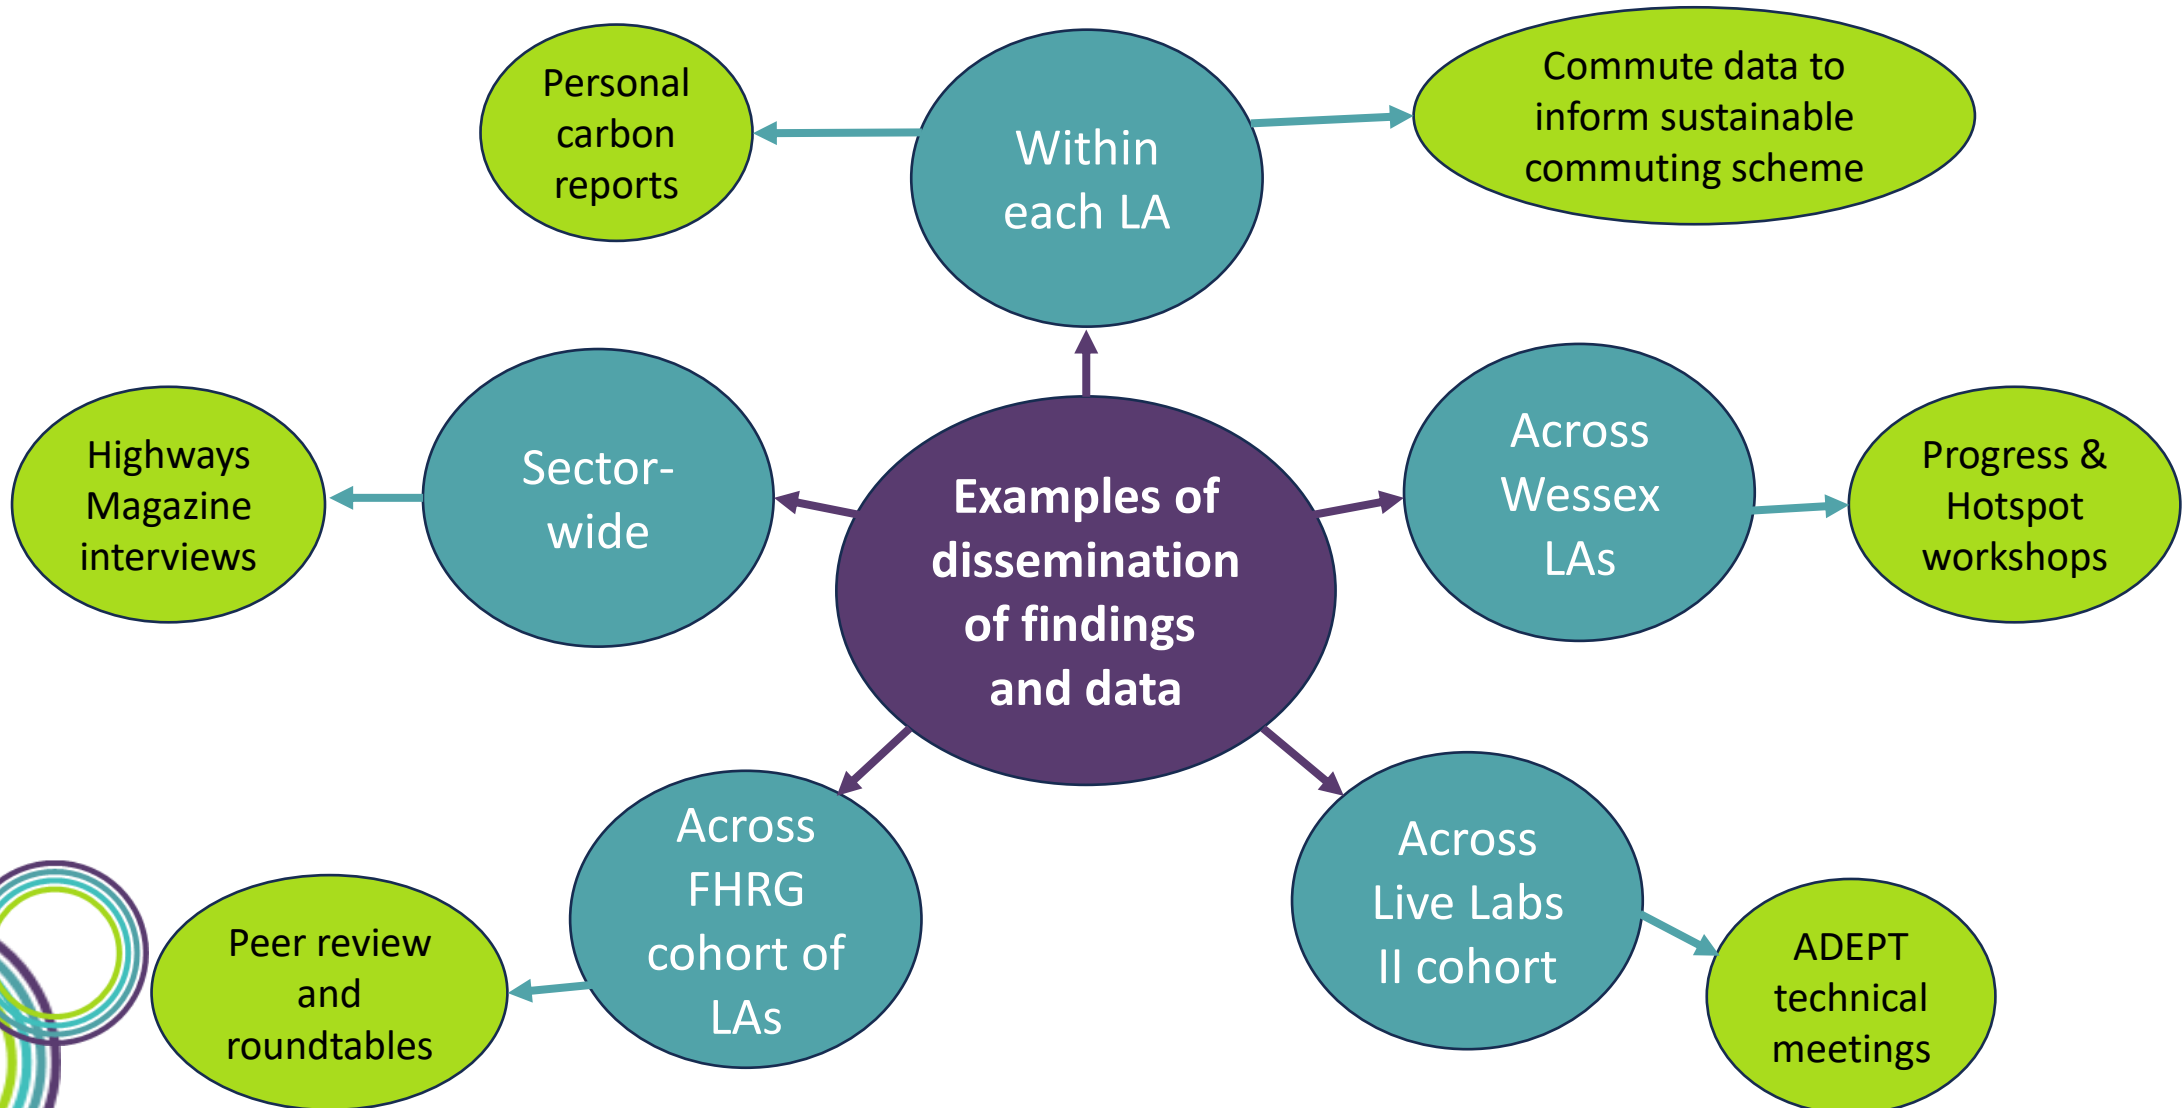 Personal
carbon
reports
Within
each LA
Commute data to
inform sustainable
commuting scheme
Highways
Magazine
interviews
Sector-
wide
Examples of
dissemination
of findings
and data
Across
Wessex
LAs
Progress &
Hotspot
workshops
Peer review
and
roundtables
Across
FHRG
cohort of
LAs
Across
Live Labs
II cohort
ADEPT
technical
meetings